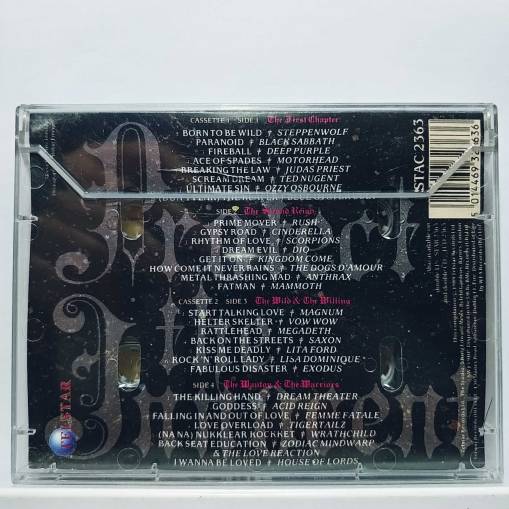 CASSETTE 1 SIDE 1 The First Chapter
BORN TO BE WILD † STEPPENWOLF
PARANOID † BLACK SABBATH
FIREBALL † DEEP PURPLE
ACE OF SPADES † MOTORHEAD
BREAKING THE LAW † JUDAS PRIEST
SCREAM DREAM † TED NUGENT
ULTIMATE SIN † OZZY OSBOURNE
SIDE 2 The Second Reign
PRIME MOVER † RUSH
GYPSY ROAD † CINDERELLA
RHYTHM OF LOVE † SCORPIONS
DREAM EVIL † DIO
GET IT ON † KINGDOM COME
HOW COME IT NEVER RAINS † THE DOGS D'AMOUR
METAL THRASHING MAD † ANTHRAX
FATMAN † MAMMOTH
CASSETTE 2 SIDE 3 The Wild & The Willing
START TALKING LOVE † MAGNUM
HELTER SKELTER † VOW WOW
RATTLEHEAD † MEGADETH
BACK ON THE STREETS † SAXON
KISS ME DEADLY † LITA FORD
ROCK 'N' ROLL LADY † LISA DOMINIQUE
FABULOUS DISASTER † EXODUS
SIDE 4 The Wanton & The Warriors
THE KILLING HAND † DREAM THEATER
GODDESS † ACID REIGN
FALLING IN AND OUT OF LOVE † FEMME FATALE
LOVE OVERLOAD † TIGERTAILZ
(NA NA) NUKKLEAR ROCKKET † WRATHCHILD
BACK SEAT EDUCATION † ZODIAC MINDWARP
& THE LOVE REACTION
I WANNA BE LOVED † HOUSE OF LORDS
TELSTAR
STAC 2363